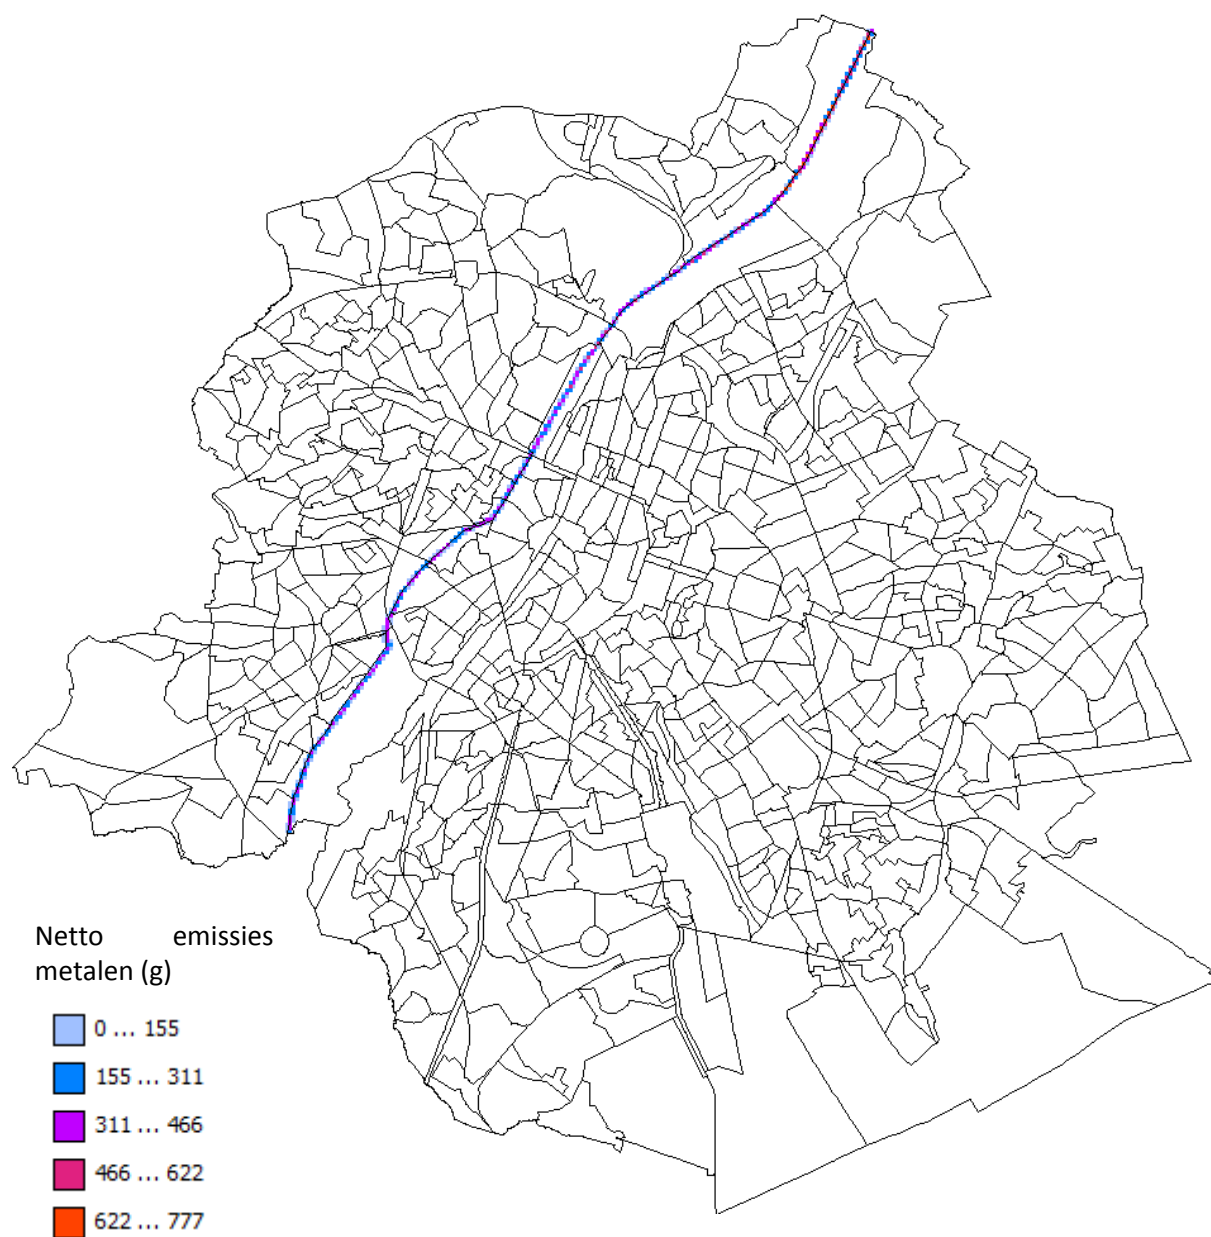 Netto emissies
metalen (g)
0 ... 155
155 ... 311
311 ... 466
466 ... 622
622 ... 777